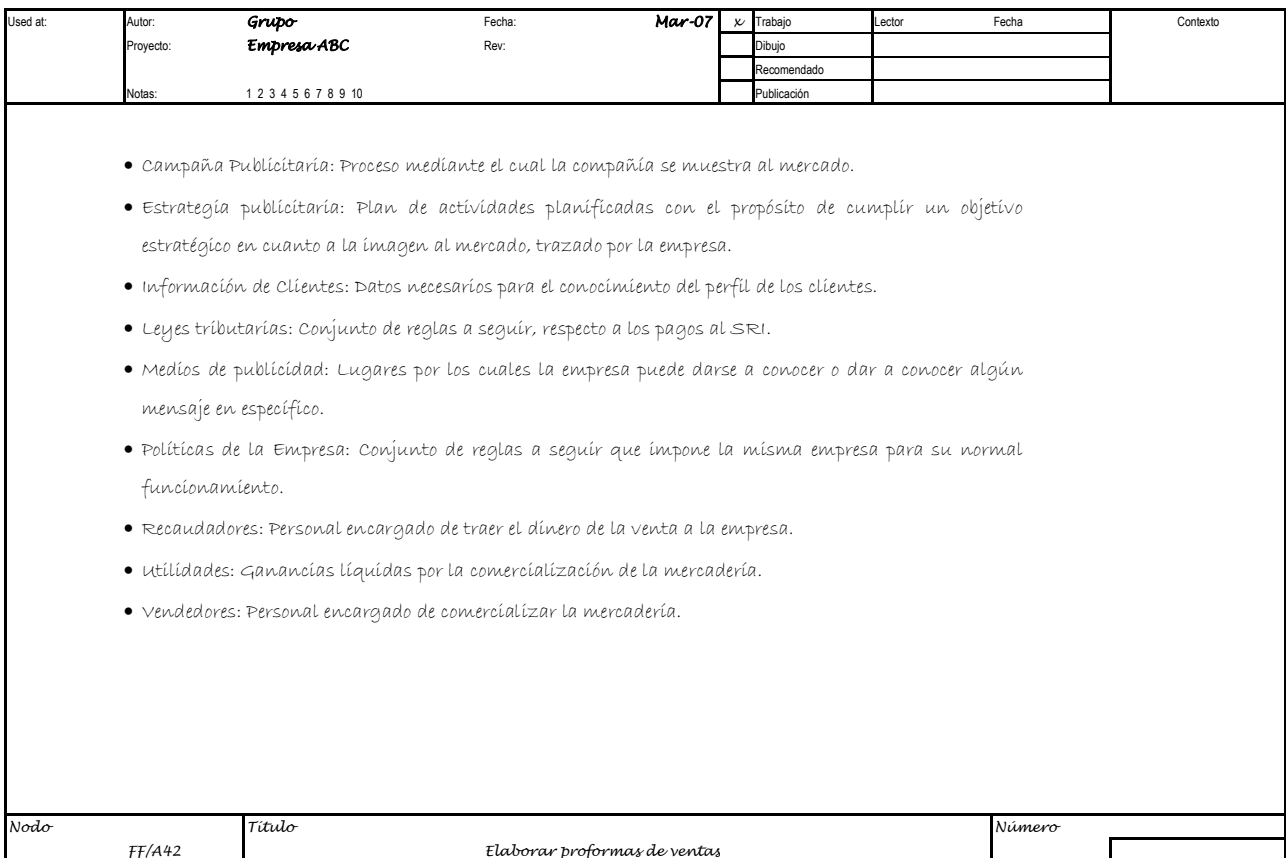 Used at: Autor: Grupo Fecha: Mar-07 x Trabajo Lector Fecha Contexto
Proyecto: Empresa ABC Rev: Dibujo
Recomendado
Notas: 1 2 3 4 5 6 7 8 9 10 Publicación
• Campaña Publicitaria: Proceso mediante el cual la compañía se muestra al mercado.
• Estrategia publicitaria: Plan de actividades planificadas con el propósito de cumplir un objetivo
estratégico en cuanto a la imagen al mercado, trazado por la empresa.
• Información de Clientes: Datos necesarios para el conocimiento del perfil de los clientes.
• Leyes tributarias: Conjunto de reglas a seguir, respecto a los pagos al SRI.
• Medios de publicidad: Lugares por los cuales la empresa puede darse a conocer o dar a conocer algún
mensaje en específico.
• Políticas de la Empresa: Conjunto de reglas a seguir que impone la misma empresa para su normal
funcionamiento.
• Recaudadores: Personal encargado de traer el dinero de la venta a la empresa.
• Utilidades: Ganancias líquidas por la comercialización de la mercadería.
• Vendedores: Personal encargado de comercializar la mercadería.
Nodo Título Número
FF/A42 Elaborar proformas de ventas